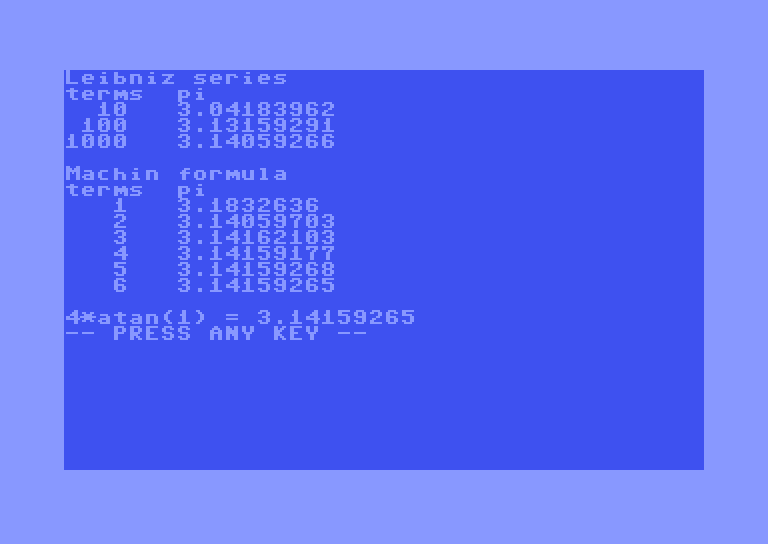 Leibniz series
terms  pi
  10   3.04183962
 100   3.13159291
1000   3.14059266
Machin formula
terms  pi
   1   3.1832636
   2   3.14059703
   3   3.14162103
   4   3.14159177
   5   3.14159268
   6   3.14159265
4*atan(1) = 3.14159265
-- PRESS ANY KEY --